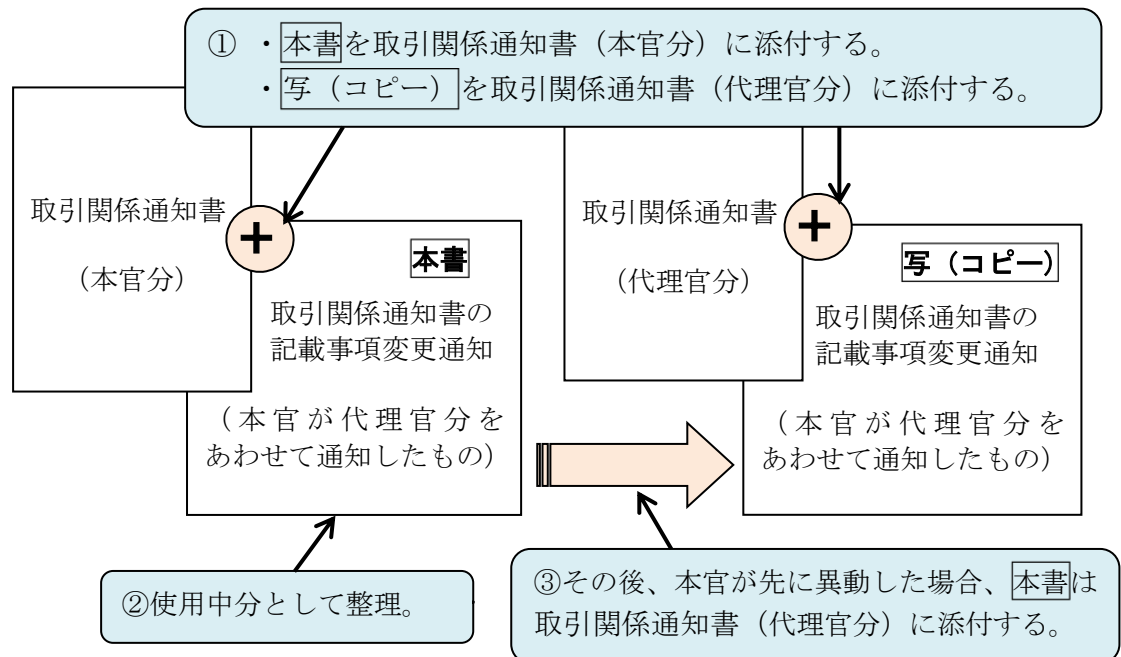 ① ・本書を取引関係通知書（本官分）に添付する。
・写（コピー）を取引関係通知書（代理官分）に添付する。
取引関係通知書
（本官分）
本書
取引関係通知書の
記載事項変更通知
（本官が代理官分を
あわせて通知したもの）
取引関係通知書
（代理官分）
写（コピー）
取引関係通知書の
記載事項変更通知
（本官が代理官分を
あわせて通知したもの）
②使用中分として整理。
③その後、本官が先に異動した場合、本書は
取引関係通知書（代理官分）に添付する。